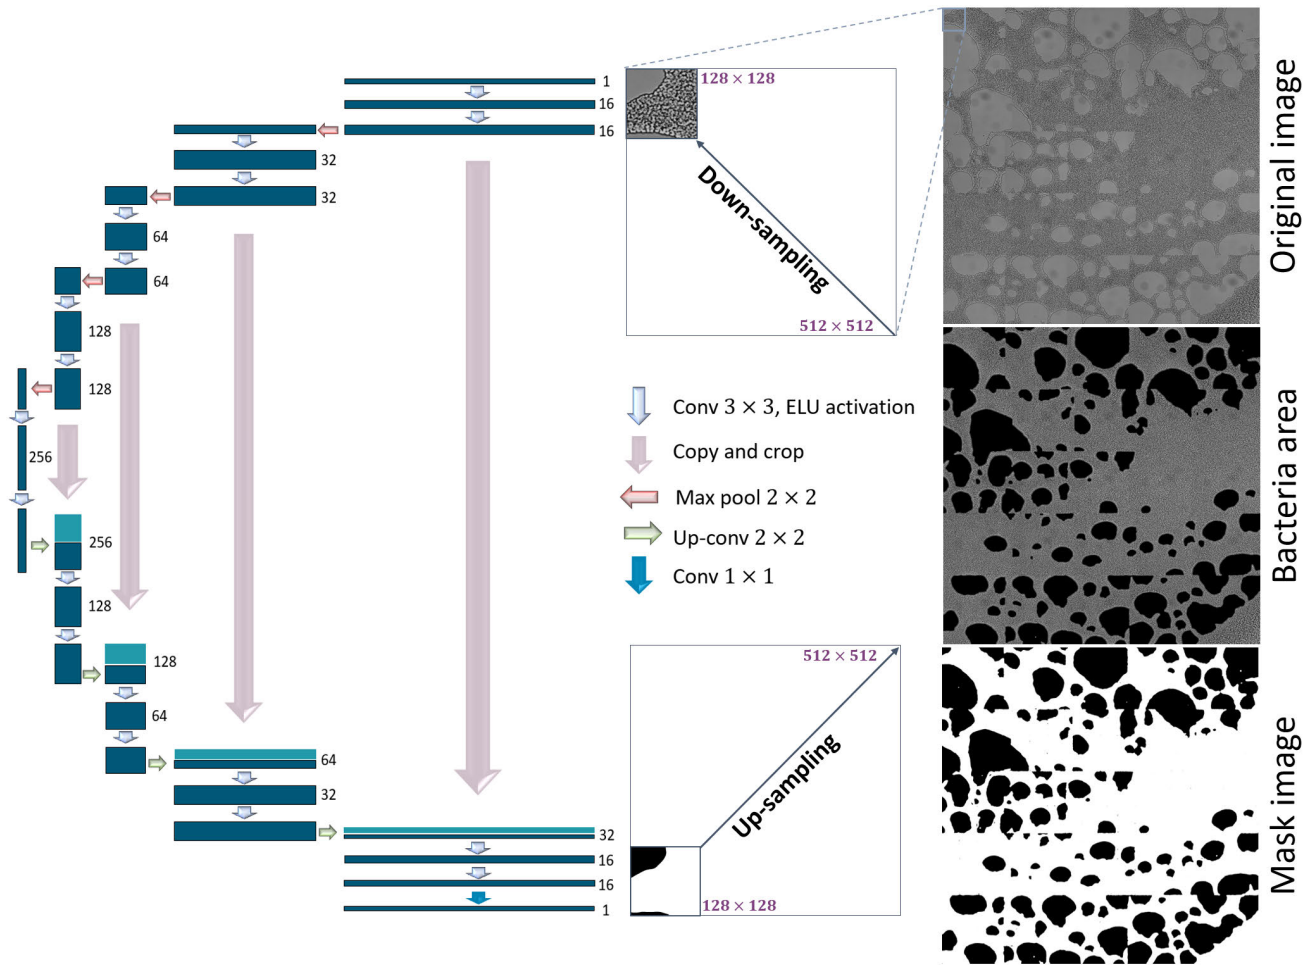 1
16
16
32
32
64
64
128
128
256
256
128
128
64
64
32
32
16
16
1
128 × 128
Down-sampling
512 × 512
Conv 3 × 3, ELU activation
Copy and crop
Max pool 2 × 2
Up-conv 2 × 2
Conv 1 × 1
512 × 512
Up-sampling
128 × 128
Original image
Bacteria area
Mask image